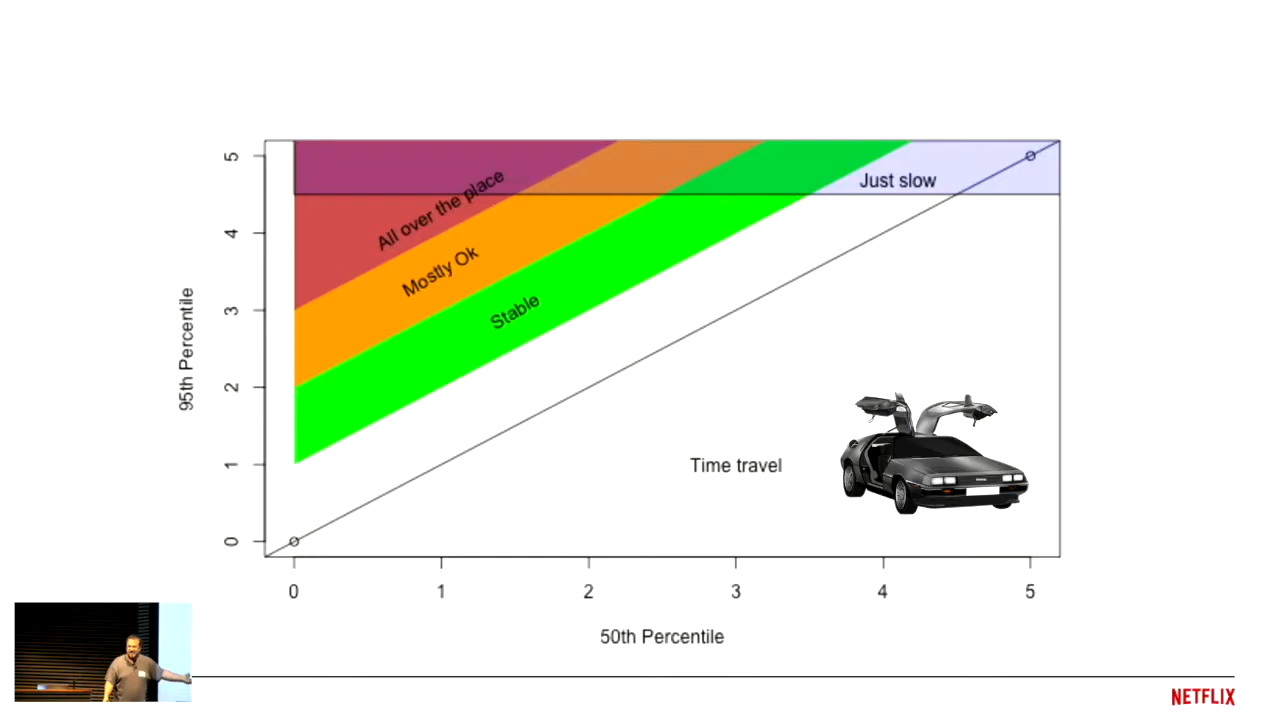 5
4
3
2
1
0
95th Percentile
All over the place
Mostly Ok
Stable
Just slow
Time travel
0 1 2 3 4 5
50th Percentile
NETFLIX